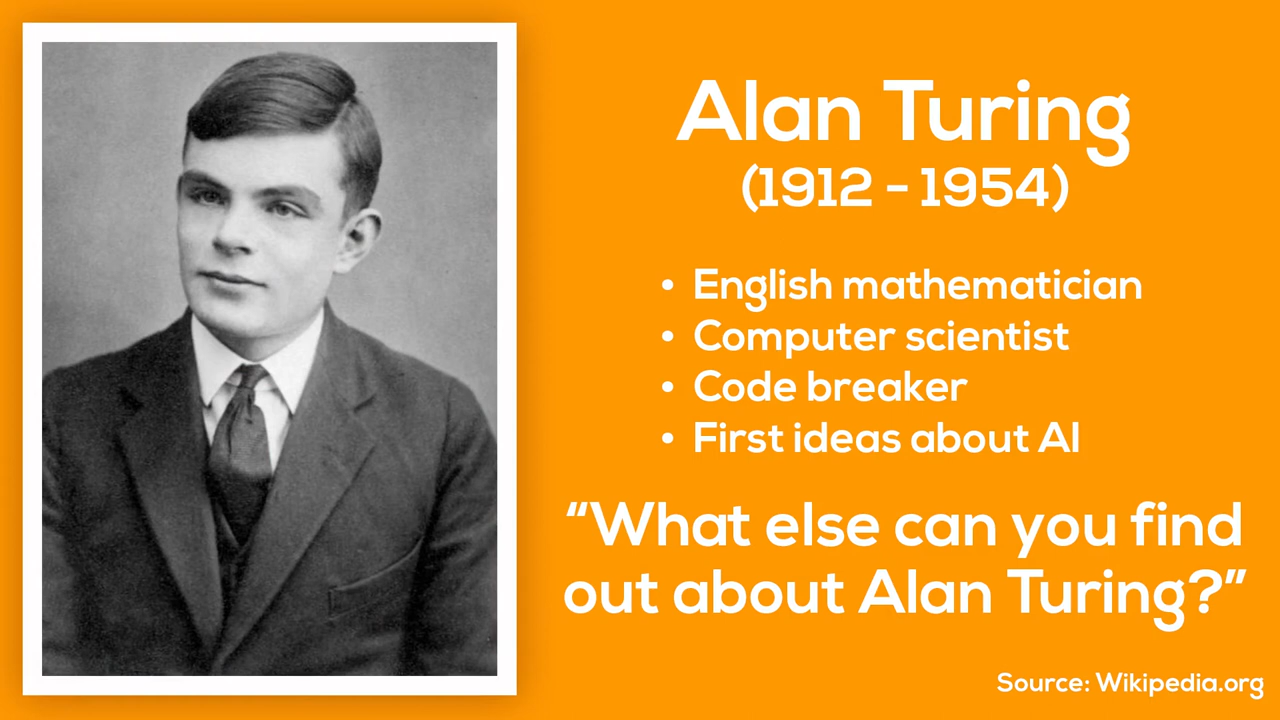 Alan Turing
(1912 - 1954)
• English mathematician
• Computer scientist
• Code breaker
• First ideas about AI
“What else can you find
out about Alan Turing?”
Source: Wikipedia.org